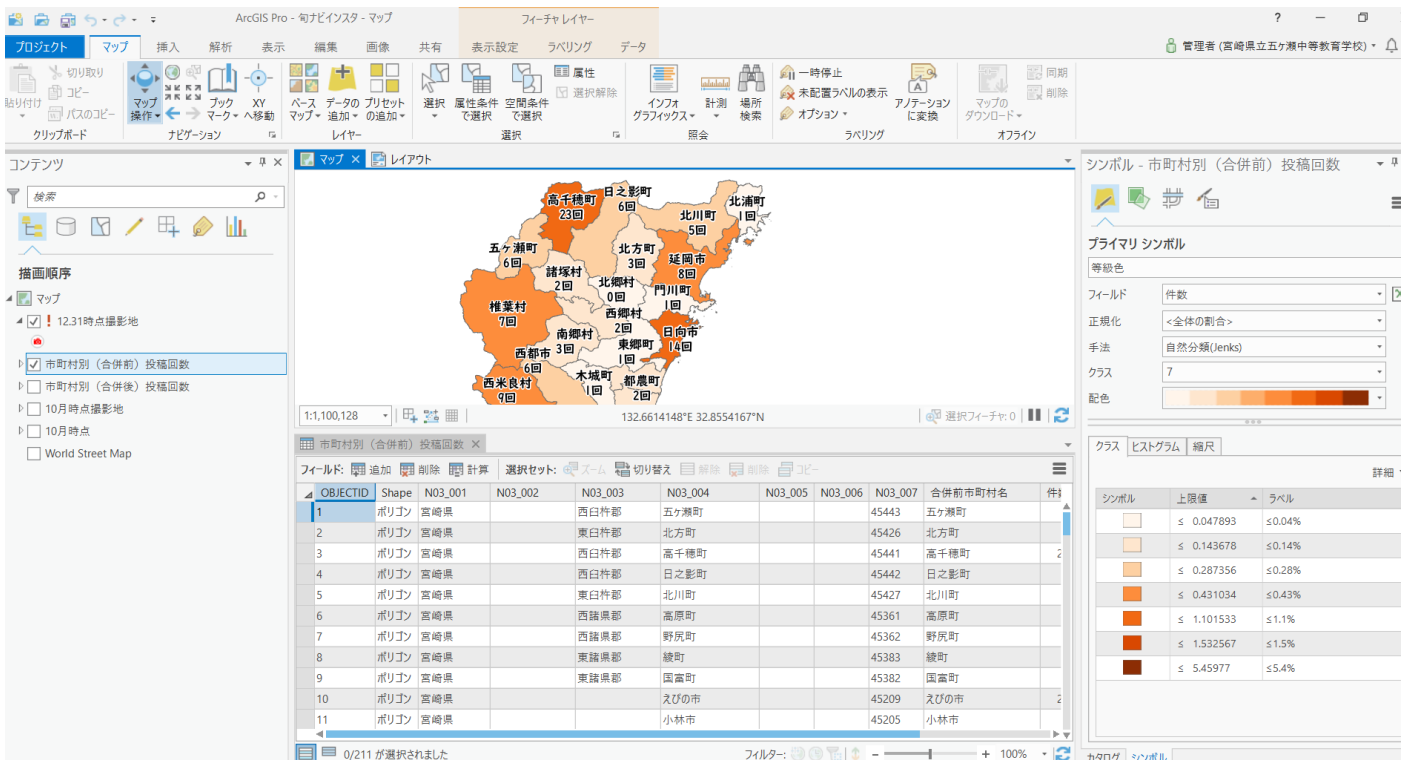 ArcGIS Pro - 旬ナビインスタ - マップ
フィーチャ レイヤー
?
プロジェクト マップ 挿入 解析 表示 編集 画像 共有 表示設定 ラベリング データ
管理者 (宮崎県立五ヶ瀬中等教育学校)
貼り付け
切り取り
コピー
パスのコピー
クリップボード
マップ操作
ブックマーク
XY へ移動
ナビゲーション
ベースマップ
データの追加
プリセットの追加
レイヤー
選択
属性条件で選択
空間条件で選択
属性
選択解除
選択
インフォグラフィックス
計測
場所検索
照会
一時停止
未配置ラベルの表示
オプション
アノテーションに変換
ラベリング
マップのダウンロード
同期
削除
オフライン
コンテンツ
検索
描画順序
マップ
12.31時点撮影地
市町村別（合併前）投稿回数
市町村別（合併後）投稿回数
10月時点撮影地
10月時点
World Street Map
マップ レイアウト
高千穂町
23回
日之影町
6回
北川町
5回
北浦町
1回
五ヶ瀬町
6回
北方町
3回
延岡市
8回
諸塚村
2回
北郷村
0回
門川町
1回
椎葉村
7回
西郷村
2回
日向市
14回
南郷村
3回
東郷町
1回
西都市
6回
西米良村
9回
木城町
1回
都農町
2回
1:1,100,128
132.6614148°E 32.8554167°N
選択フィーチャ: 0
市町村別（合併前）投稿回数
フィールド: 追加 削除 計算 選択セット: ズーム 切り替え 解除 削除 コピー
OBJECTID Shape N03_001 N03_002 N03_003 N03_004 N03_005 N03_006 N03_007 合併前市町村名
1 ポリゴン 宮崎県 西臼杵郡 五ヶ瀬町 45443 五ヶ瀬町
2 ポリゴン 宮崎県 東臼杵郡 北方町 45426 北方町
3 ポリゴン 宮崎県 西臼杵郡 高千穂町 45441 高千穂町
4 ポリゴン 宮崎県 西臼杵郡 日之影町 45442 日之影町
5 ポリゴン 宮崎県 東臼杵郡 北川町 45427 北川町
6 ポリゴン 宮崎県 西諸県郡 高原町 45361 高原町
7 ポリゴン 宮崎県 西諸県郡 野尻町 45362 野尻町
8 ポリゴン 宮崎県 東諸県郡 綾町 45383 綾町
9 ポリゴン 宮崎県 東諸県郡 国富町 45382 国富町
10 ポリゴン 宮崎県 えびの市 45209 えびの市
11 ポリゴン 宮崎県 小林市 45205 小林市
0/211 が選択されました
フィルター:
100%
シンボル - 市町村別（合併前）投稿回数
プライマリ シンボル
等級色
フィールド 件数
正規化 <全体の割合>
手法 自然分類(Jenks)
クラス 7
配色
クラス ヒストグラム 縮尺
詳細
シンボル 上限値 ラベル
≤ 0.047893 ≤0.04%
≤ 0.143678 ≤0.14%
≤ 0.287356 ≤0.28%
≤ 0.431034 ≤0.43%
≤ 1.101533 ≤1.1%
≤ 1.532567 ≤1.5%
≤ 5.45977 ≤5.4%
カタログ シンボル